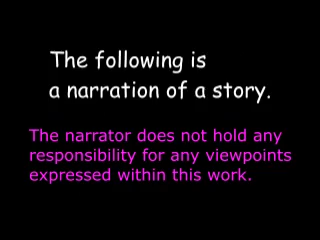 The following is
a narration of a story.
The narrator does not hold any
responsibility for any viewpoints
expressed within this work.